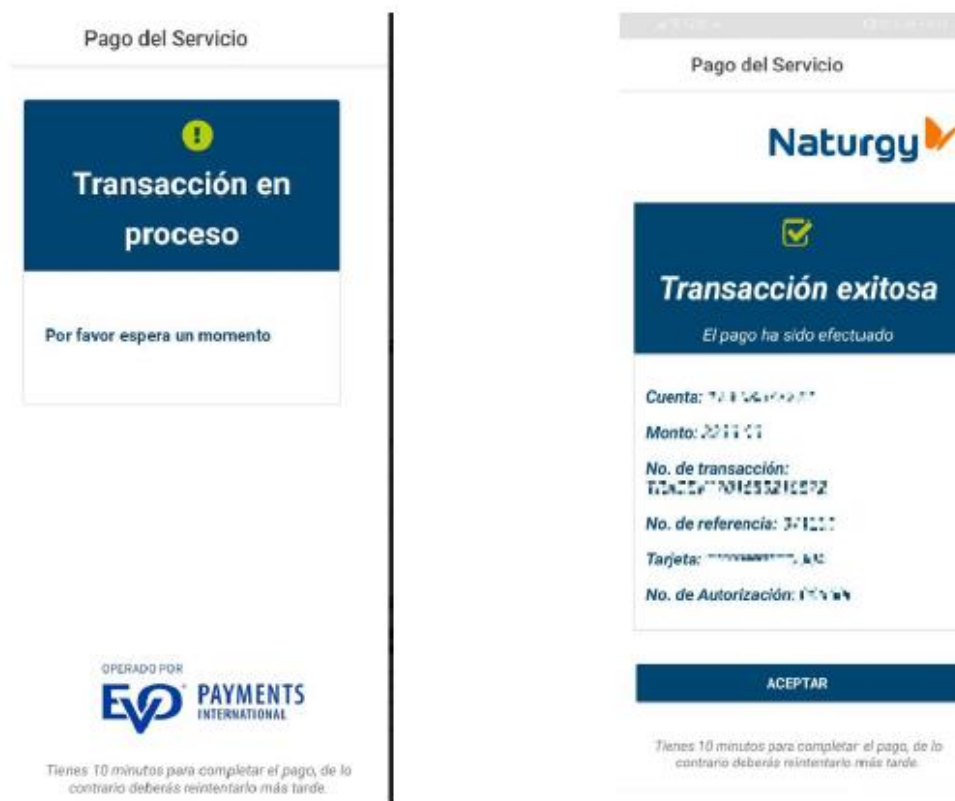 Pago del Servicio
!
Transacción en
proceso
Por favor espera un momento
OPERADO POR
EVO PAYMENTS
INTERNATIONAL
Tienes 10 minutos para completar el pago, de lo
contrario deberás reintentarlo más tarde.
Pago del Servicio
Naturgy
Transacción exitosa
El pago ha sido efectuado
Cuenta:
Monto:
No. de transacción:
No. de referencia:
Tarjeta:
No. de Autorización:
ACEPTAR
Tienes 10 minutos para completar el pago, de lo
contrario deberás reintentarlo más tarde.